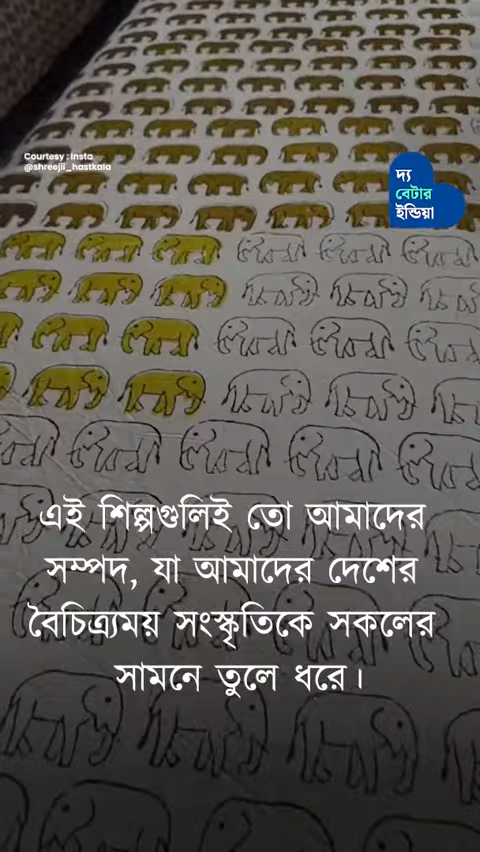 Courtesy : Insta
@shreejii_hastkala
দ্য
বেটার
ইন্ডিয়া
এই শিল্পগুলিই তো আমাদের
সম্পদ, যা আমাদের দেশের
বৈচিত্র্যময় সংস্কৃতিকে সকলের
সামনে তুলে ধরে।